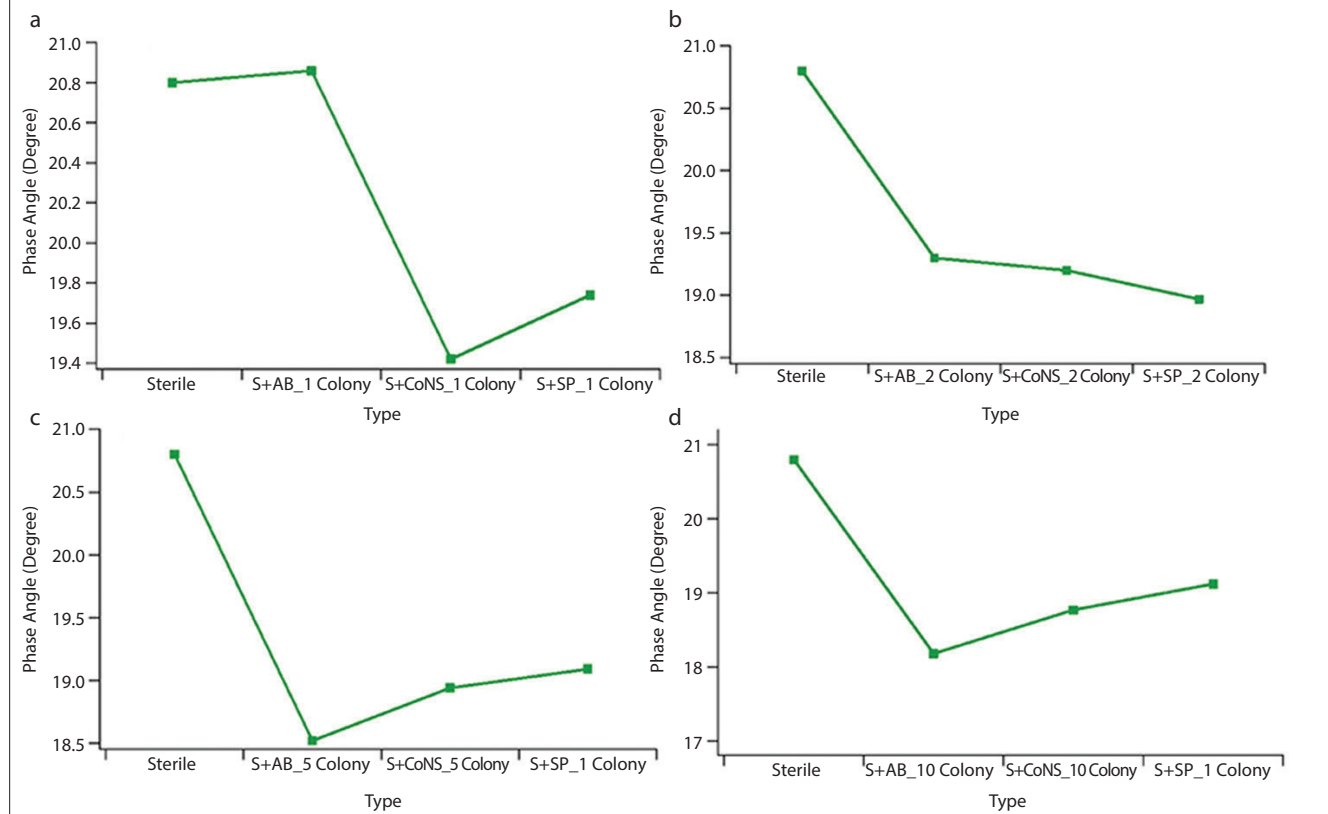 a
21.0
20.8
20.6
20.4
20.2
20.0
19.8
19.6
19.4
Phase Angle (Degree)
Sterile S+AB_1 Colony S+CoNS_1 Colony S+SP_1 Colony
Type
b
21.0
20.5
20.0
19.5
19.0
18.5
Phase Angle (Degree)
Sterile S+AB_2 Colony S+CoNS_2 Colony S+SP_2 Colony
Type
c
21.0
20.5
20.0
19.5
19.0
18.5
Phase Angle (Degree)
Sterile S+AB_5 Colony S+CoNS_5 Colony S+SP_1 Colony
Type
d
21
20
19
18
17
Phase Angle (Degree)
Sterile S+AB_10 Colony S+CoNS_10 Colony S+SP_1 Colony
Type